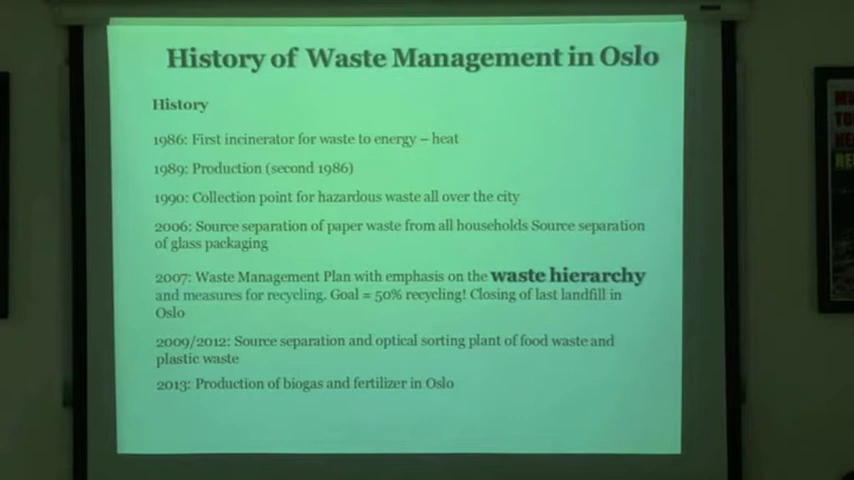 History of Waste Management in Oslo
History
1986: First incinerator for waste to energy – heat
1989: Production (second 1986)
1990: Collection point for hazardous waste all over the city
2006: Source separation of paper waste from all households Source separation
of glass packaging
2007: Waste Management Plan with emphasis on the waste hierarchy
and measures for recycling. Goal = 50% recycling! Closing of last landfill in
Oslo
2009/2012: Source separation and optical sorting plant of food waste and
plastic waste
2013: Production of biogas and fertilizer in Oslo